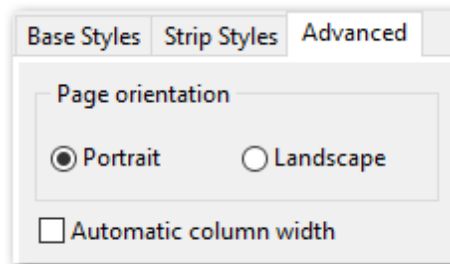 Base Styles Strip Styles Advanced
Page orientation
Portrait Landscape
Automatic column width